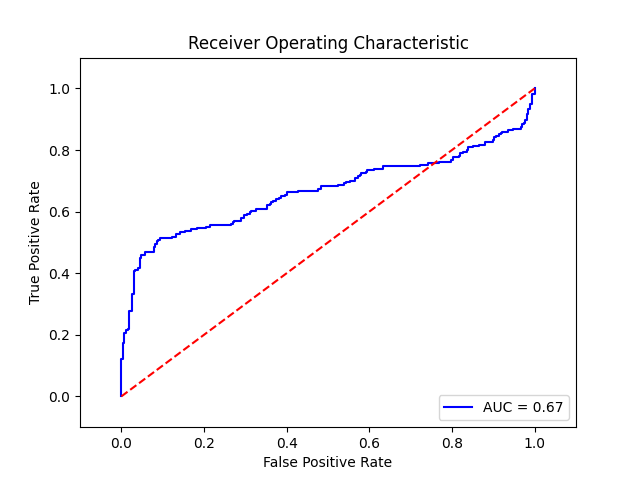 Receiver Operating Characteristic
True Positive Rate
1.0
0.8
0.6
0.4
0.2
0.0
0.0 0.2 0.4 0.6 0.8 1.0
False Positive Rate
AUC = 0.67